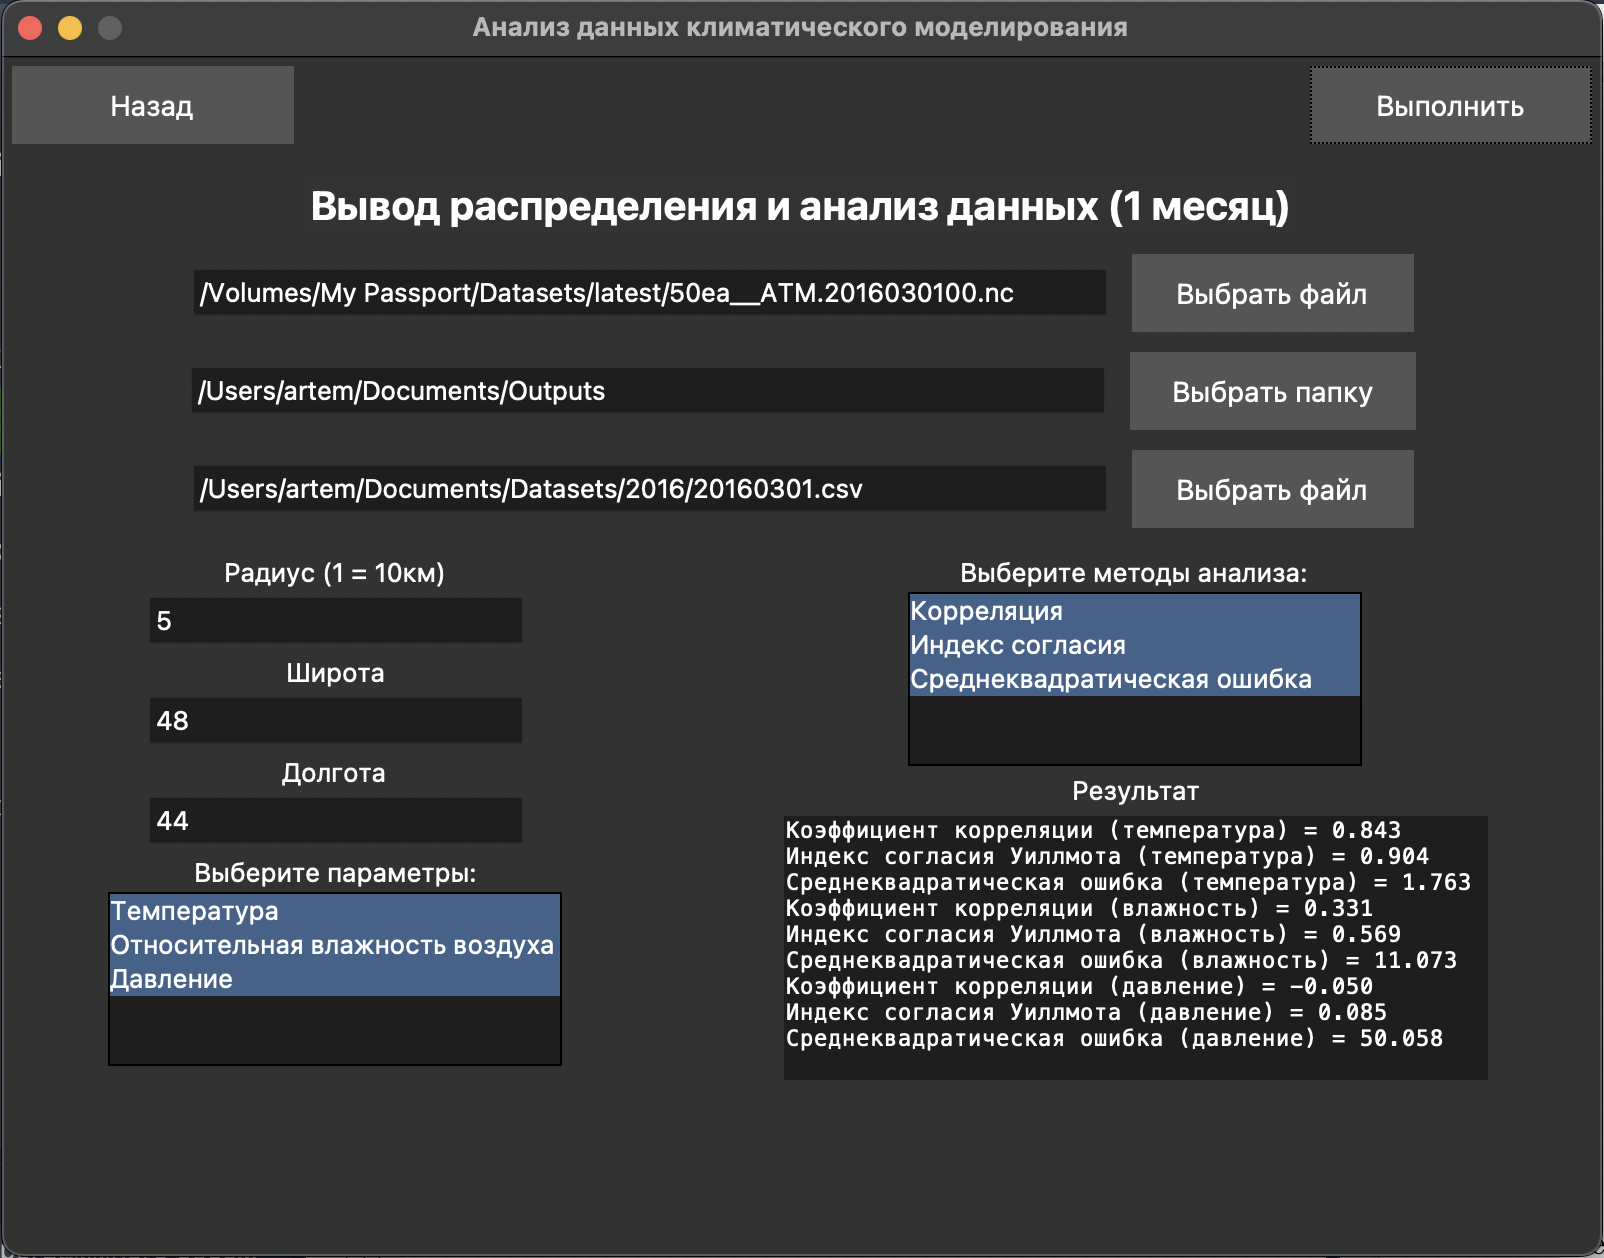 Анализ данных климатического моделирования
Назад
Выполнить
Вывод распределения и анализ данных (1 месяц)
/Volumes/My Passport/Datasets/latest/50ea__ATM.2016030100.nc
Выбрать файл
/Users/artem/Documents/Outputs
Выбрать папку
/Users/artem/Documents/Datasets/2016/20160301.csv
Выбрать файл
Радиус (1 = 10км)
5
Широта
48
Долгота
44
Выберите параметры:
Температура
Относительная влажность воздуха
Давление
Выберите методы анализа:
Корреляция
Индекс согласия
Среднеквадратическая ошибка
Результат
Коэффициент корреляции (температура) = 0.843
Индекс согласия Уиллмота (температура) = 0.904
Среднеквадратическая ошибка (температура) = 1.763
Коэффициент корреляции (влажность) = 0.331
Индекс согласия Уиллмота (влажность) = 0.569
Среднеквадратическая ошибка (влажность) = 11.073
Коэффициент корреляции (давление) = -0.050
Индекс согласия Уиллмота (давление) = 0.085
Среднеквадратическая ошибка (давление) = 50.058